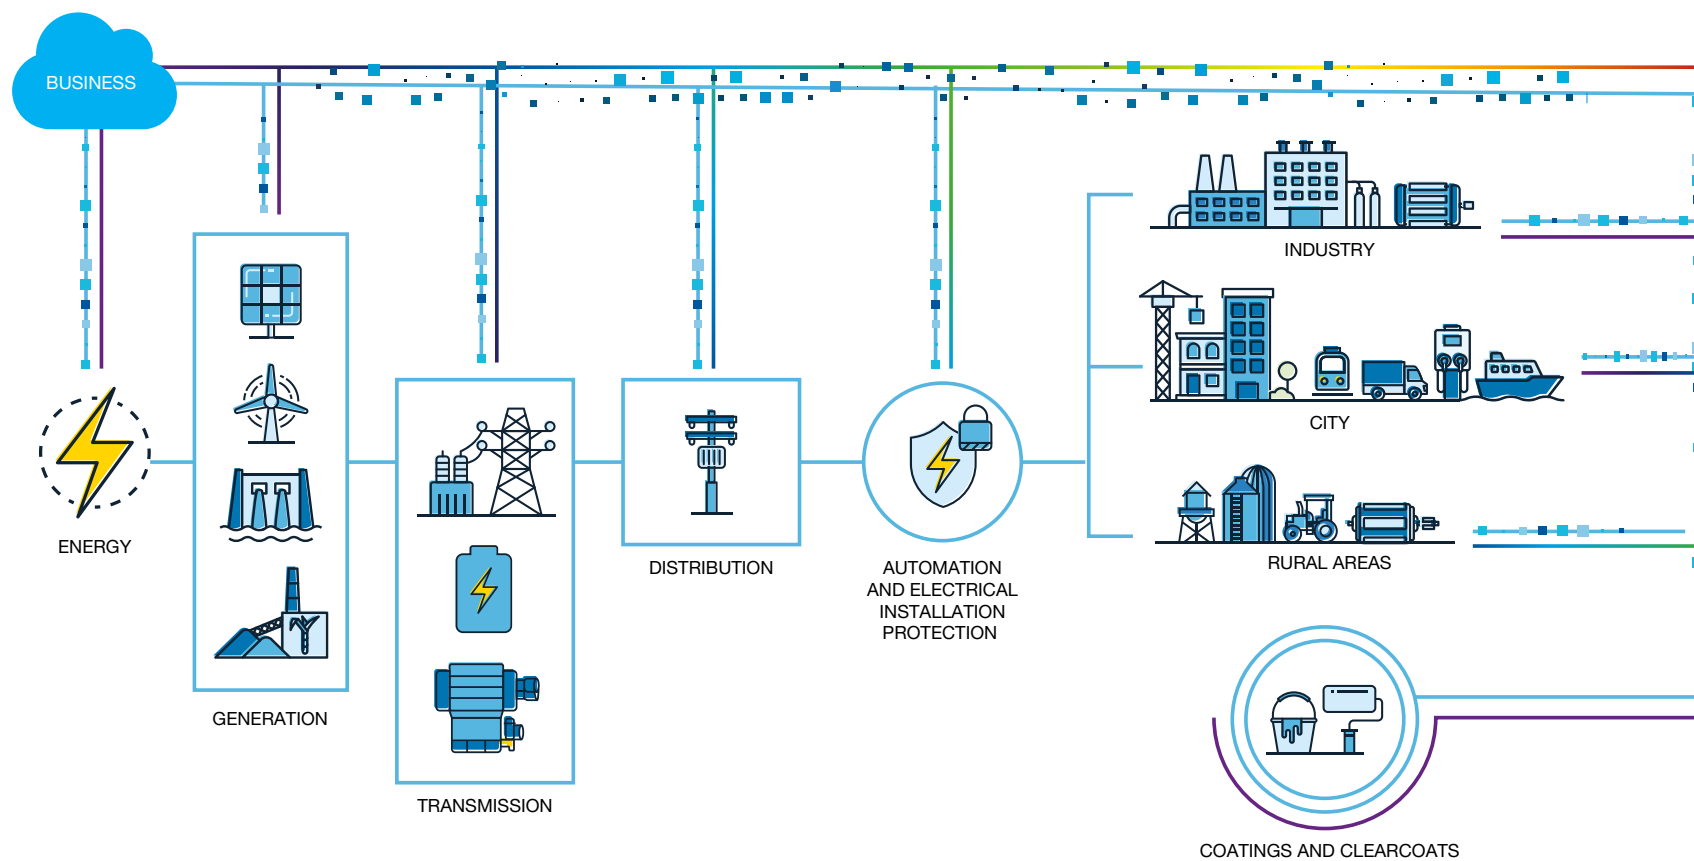 BUSINESS
INDUSTRY
CITY
ENERGY
GENERATION
TRANSMISSION
DISTRIBUTION
AUTOMATION
AND ELECTRICAL
INSTALLATION
PROTECTION
RURAL AREAS
COATINGS AND CLEARCOATS